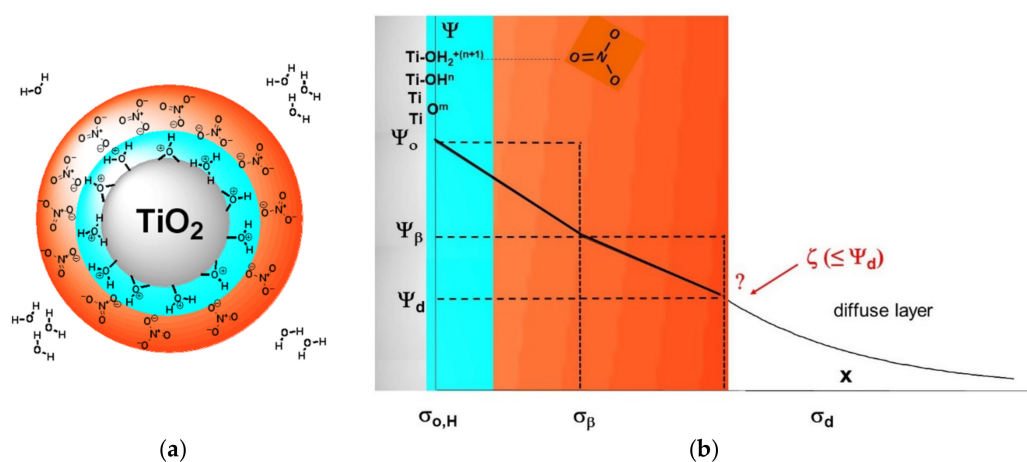 (a)
TiO₂
Ψ
Ti-OH₂⁺⁽ⁿ⁺¹⁾
Ti-OHⁿ
Ti
Oᵐ
Ti
O
O=N
O
Ψₒ
Ψᵦ
Ψd
?
ζ (≤ Ψd)
diffuse layer
x
σo,H
σᵦ
σd
(b)